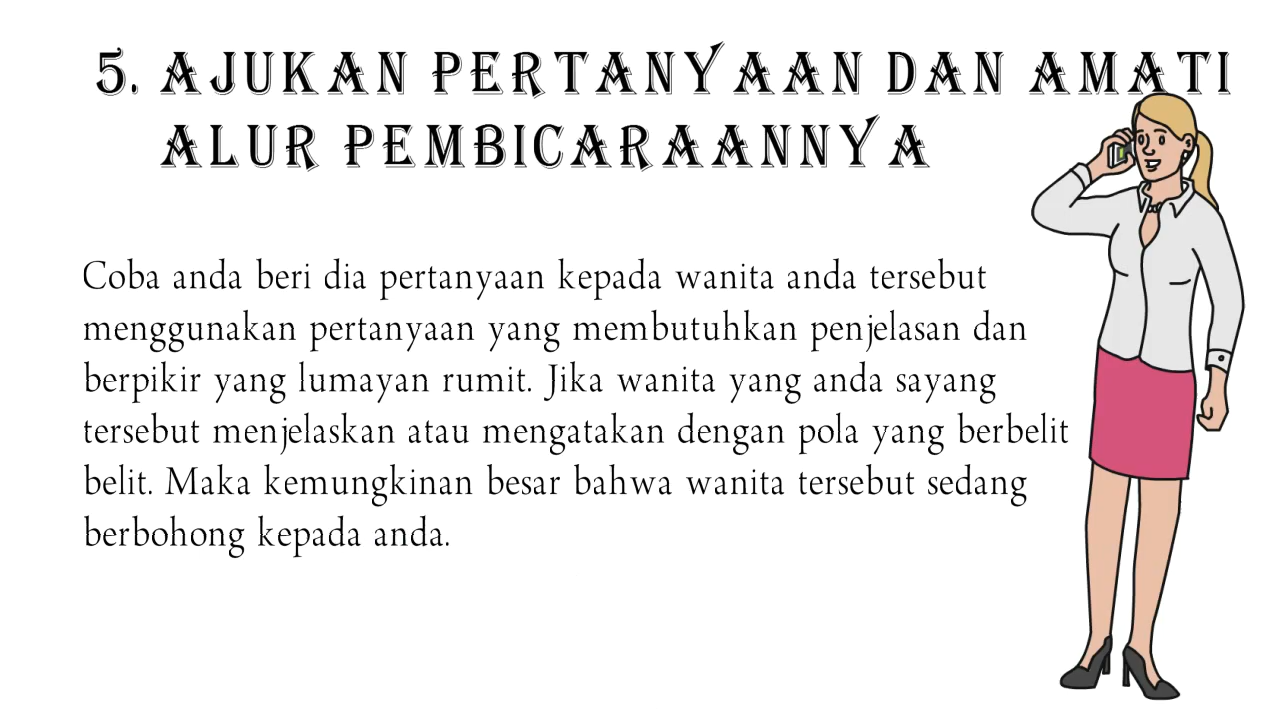 5. AJUKAN PERTANYAAN DAN AMATI
ALUR PEMBICARAANNYA
Coba anda beri dia pertanyaan kepada wanita anda tersebut
menggunakan pertanyaan yang membutuhkan penjelasan dan
berpikir yang lumayan rumit. Jika wanita yang anda sayang
tersebut menjelaskan atau mengatakan dengan pola yang berbelit
belit. Maka kemungkinan besar bahwa wanita tersebut sedang
berbohong kepada anda.